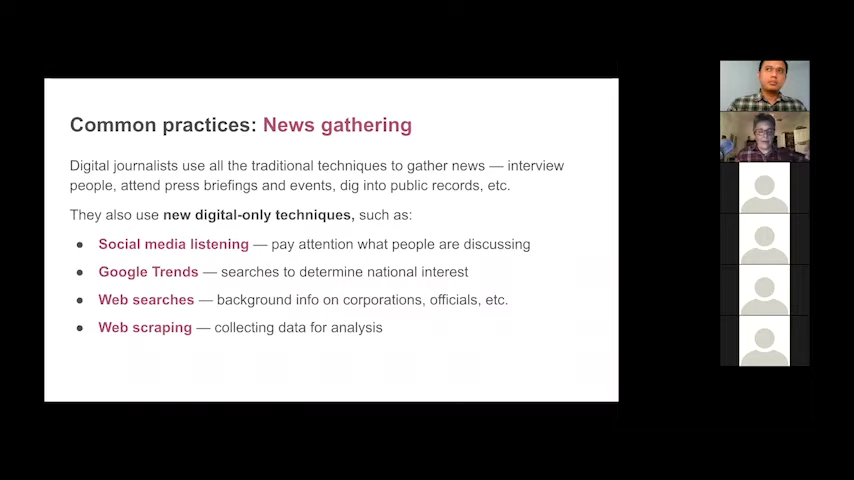 Common practices: News gathering
Digital journalists use all the traditional techniques to gather news — interview
people, attend press briefings and events, dig into public records, etc.
They also use new digital-only techniques, such as:
● Social media listening — pay attention what people are discussing
● Google Trends — searches to determine national interest
● Web searches — background info on corporations, officials, etc.
● Web scraping — collecting data for analysis